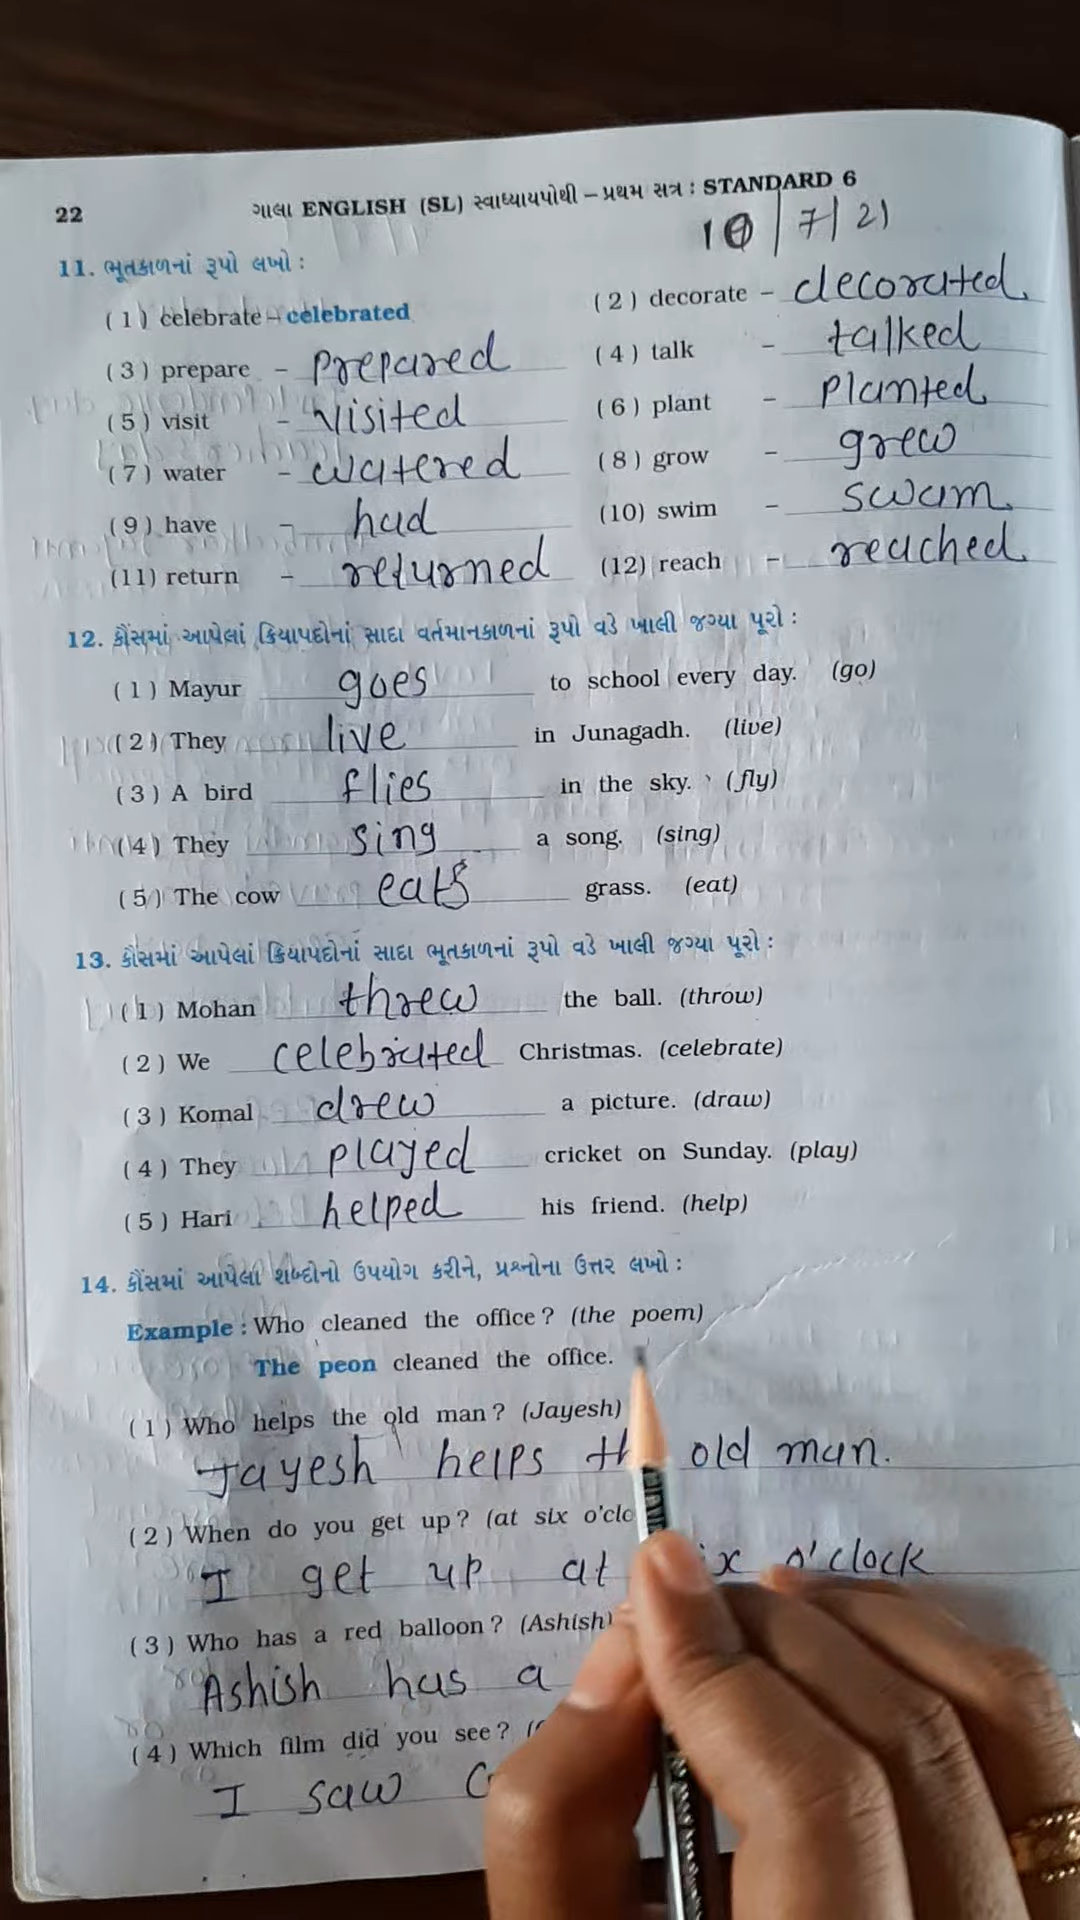 22 ગાલા ENGLISH (SL) સ્વાધ્યાયપોથી – પ્રથમ સત્ર : STANDARD 6
10/7/21
11. ભૂતકાળનાં રૂપો લખો :
(1) celebrate – celebrated (2) decorate – decorated
(3) prepare – prepared (4) talk – talked
(5) visit – visited (6) plant – planted
(7) water – watered (8) grow – grew
(9) have – had (10) swim – swam
(11) return – returned (12) reach – reached
12. કૌંસમાં આપેલાં ક્રિયાપદોનાં સાદા વર્તમાનકાળનાં રૂપો વડે ખાલી જગ્યા પૂરો :
(1) Mayur goes to school every day. (go)
(2) They live in Junagadh. (live)
(3) A bird flies in the sky. (fly)
(4) They sing a song. (sing)
(5) The cow eats grass. (eat)
13. કૌંસમાં આપેલાં ક્રિયાપદોનાં સાદા ભૂતકાળનાં રૂપો વડે ખાલી જગ્યા પૂરો :
(1) Mohan threw the ball. (throw)
(2) We celebrated Christmas. (celebrate)
(3) Komal drew a picture. (draw)
(4) They played cricket on Sunday. (play)
(5) Hari helped his friend. (help)
14. કૌંસમાં આપેલા શબ્દોનો ઉપયોગ કરીને, પ્રશ્નોના ઉત્તર લખો :
Example : Who cleaned the office? (the poem)
The peon cleaned the office.
(1) Who helps the old man? (Jayesh)
Jayesh helps old man.
(2) When do you get up? (at six
I get up at o'clock
(3) Who has a red balloon? (Ashish)
Ashish has a
(4) Which film did you see?
I saw